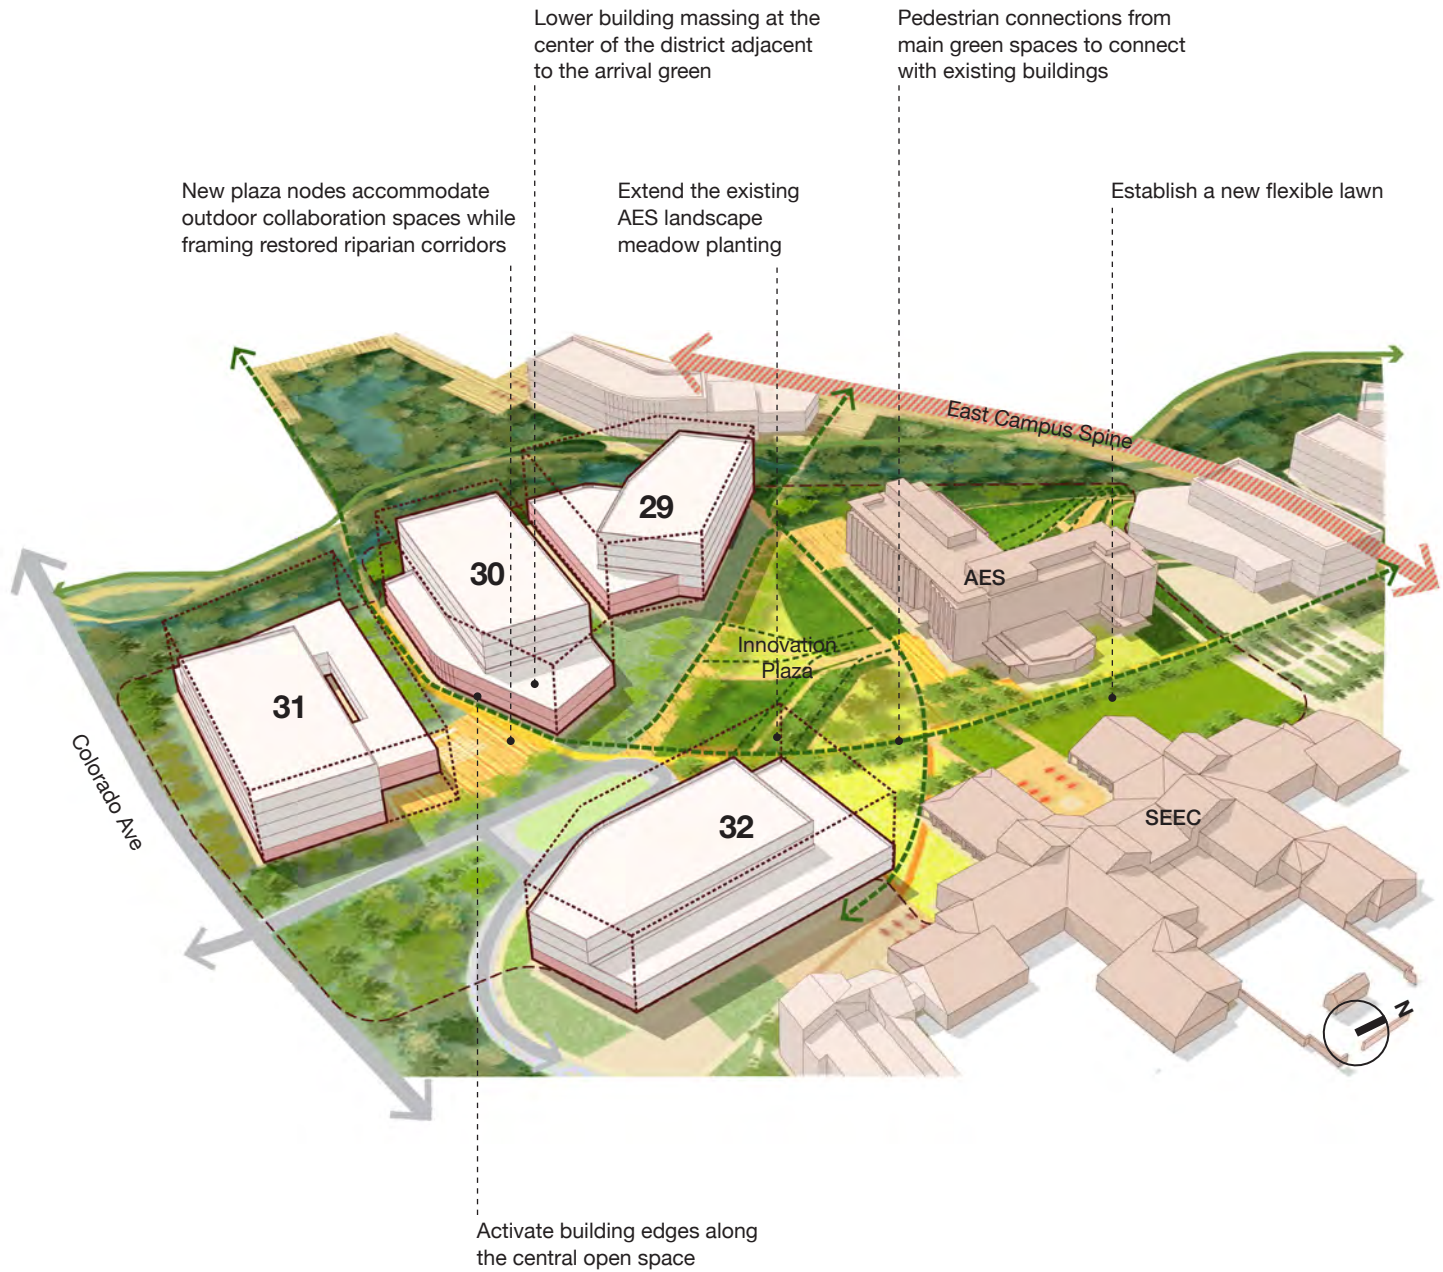 Lower building massing at the
center of the district adjacent
to the arrival green
Pedestrian connections from
main green spaces to connect
with existing buildings
New plaza nodes accommodate
outdoor collaboration spaces while
framing restored riparian corridors
Extend the existing
AES landscape
meadow planting
Establish a new flexible lawn
East Campus Spine
29
30
AES
Innovation
Plaza
31
Colorado Ave
32
SEEC
N
Activate building edges along
the central open space